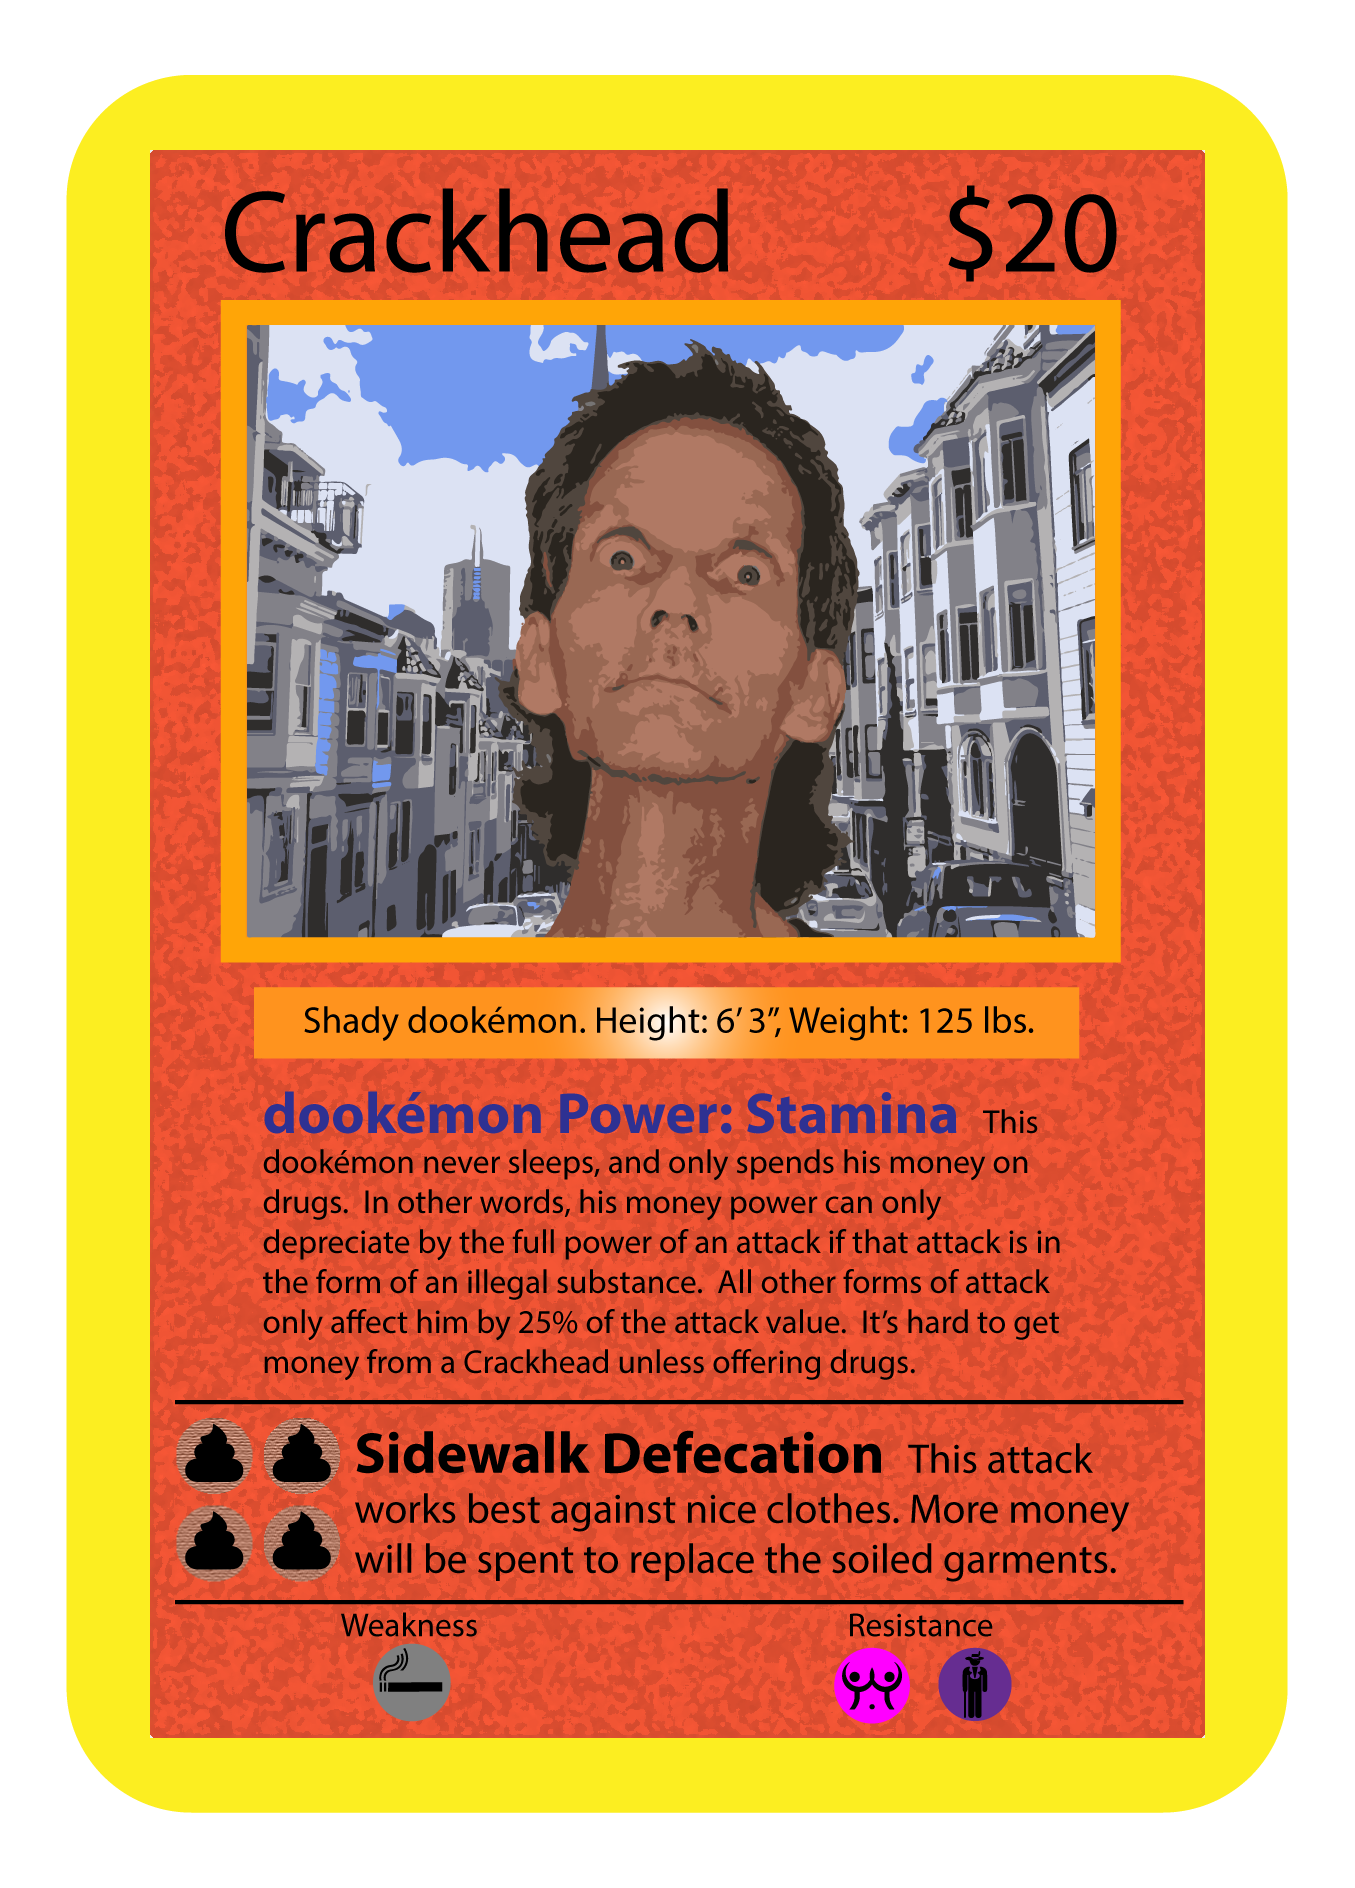 Crackhead $20
Shady dookémon. Height: 6’ 3”, Weight: 125 lbs.
dookémon Power: Stamina This
dookémon never sleeps, and only spends his money on
drugs. In other words, his money power can only
depreciate by the full power of an attack if that attack is in
the form of an illegal substance. All other forms of attack
only affect him by 25% of the attack value. It’s hard to get
money from a Crackhead unless offering drugs.
Sidewalk Defecation This attack
works best against nice clothes. More money
will be spent to replace the soiled garments.
Weakness Resistance